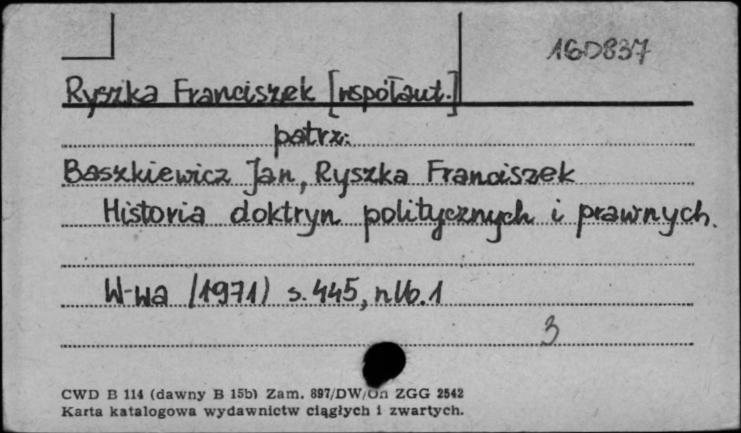 16D837
Ryszka Franciszek [współaut.]
patrz:
Baszkiewicz Jan, Ryszka Franciszek
Historia doktryn politycznych i prawnych.
W-wa (1971) s. 445, nlb. 1
3
CWD B 114 (dawny B 15b) Zam. 897/DW/On ZGG 2542
Karta katalogowa wydawnictw ciągłych i zwartych.